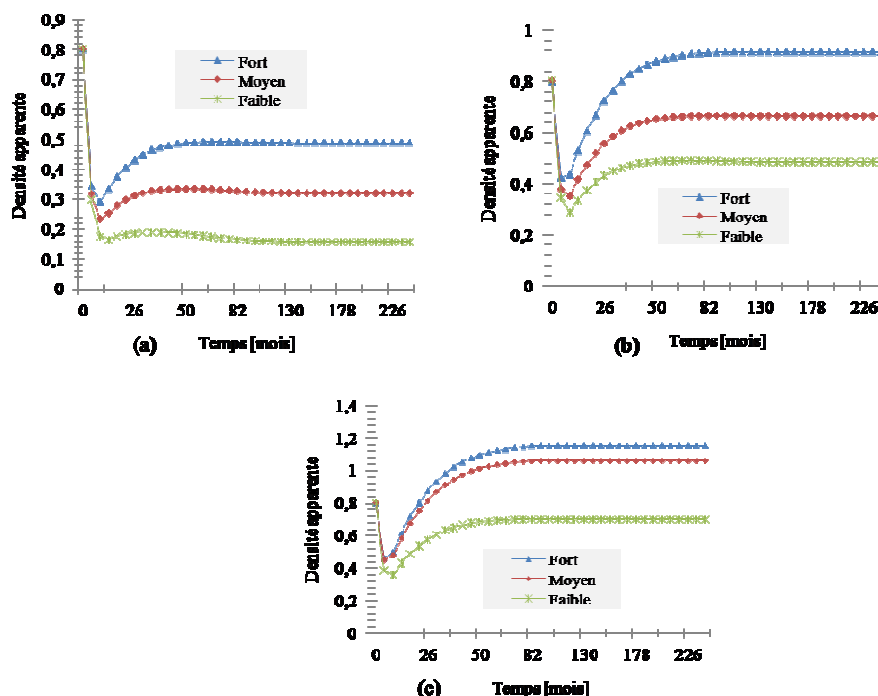 0,9
0,8
0,7
0,6
0,5
0,4
0,3
0,2
0,1
0
Densité apparente
Fort
Moyen
Faible
0 26 50 82 130 178 226
(a) Temps [mois]
1
0,8
0,6
0,4
0,2
0
Densité apparente
Fort
Moyen
Faible
0 26 50 82 130 178 226
(b) Temps [mois]
1,4
1,2
1
0,8
0,6
0,4
0,2
0
Densité apparente
Fort
Moyen
Faible
0 26 50 82 130 178 226
(c) Temps [mois]